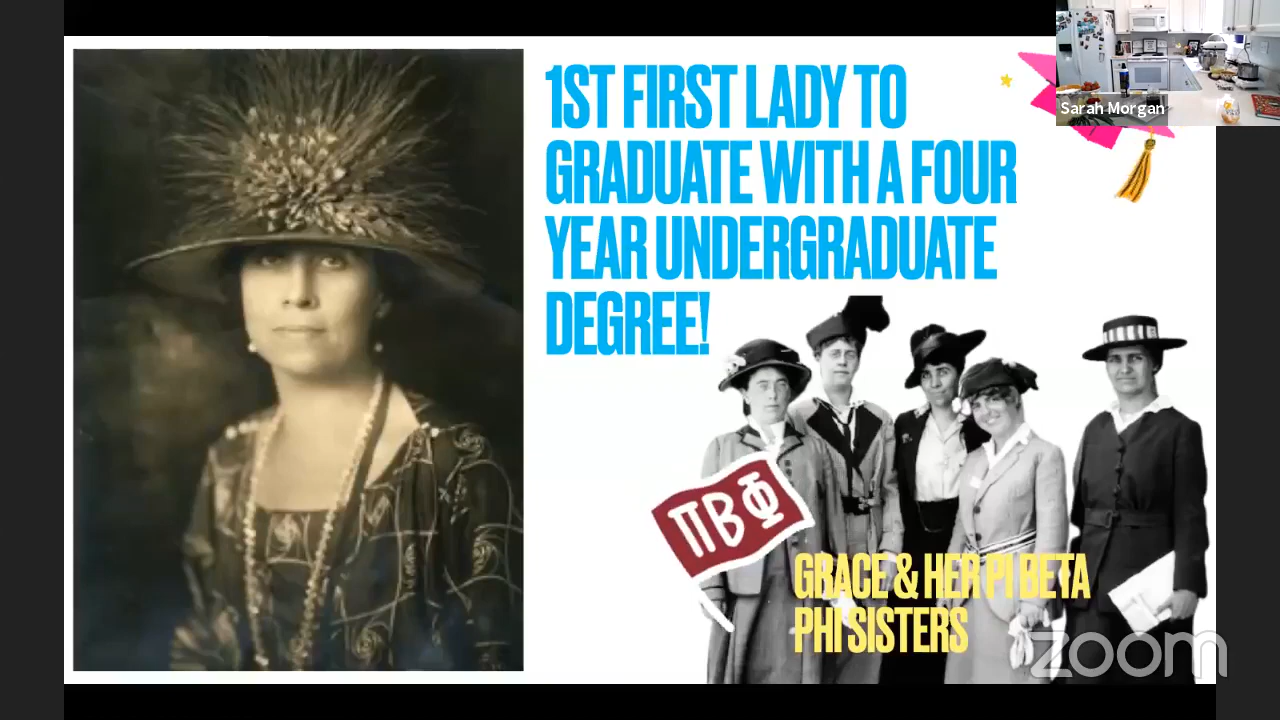 1ST FIRST LADY TO
GRADUATE WITH A FOUR
YEAR UNDERGRADUATE
DEGREE!
Sarah Morgan
ΠΒΦ
GRACE & HER PI BETA
PHI SISTERS
zoom